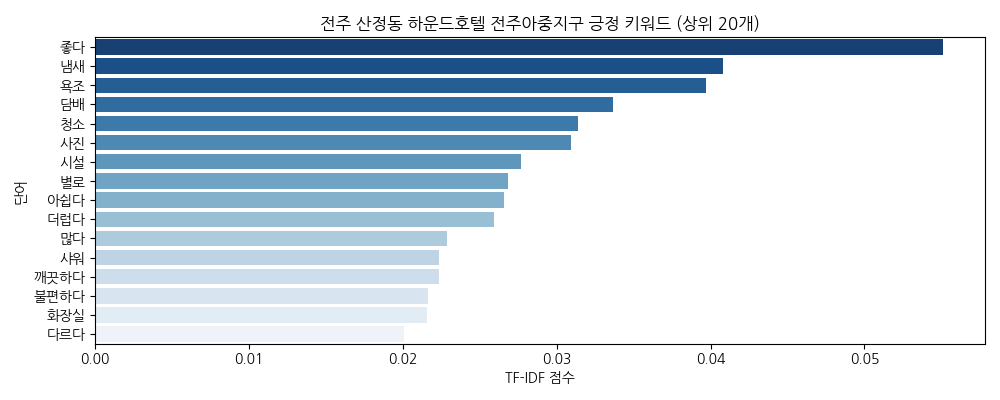 전주 산정동 하운드호텔 전주아중지구 긍정 키워드 (상위 20개)
단어
좋다
냄새
욕조
담배
청소
사진
시설
별로
아쉽다
더럽다
많다
샤워
깨끗하다
불편하다
화장실
다르다
0.00 0.01 0.02 0.03 0.04 0.05
TF-IDF 점수